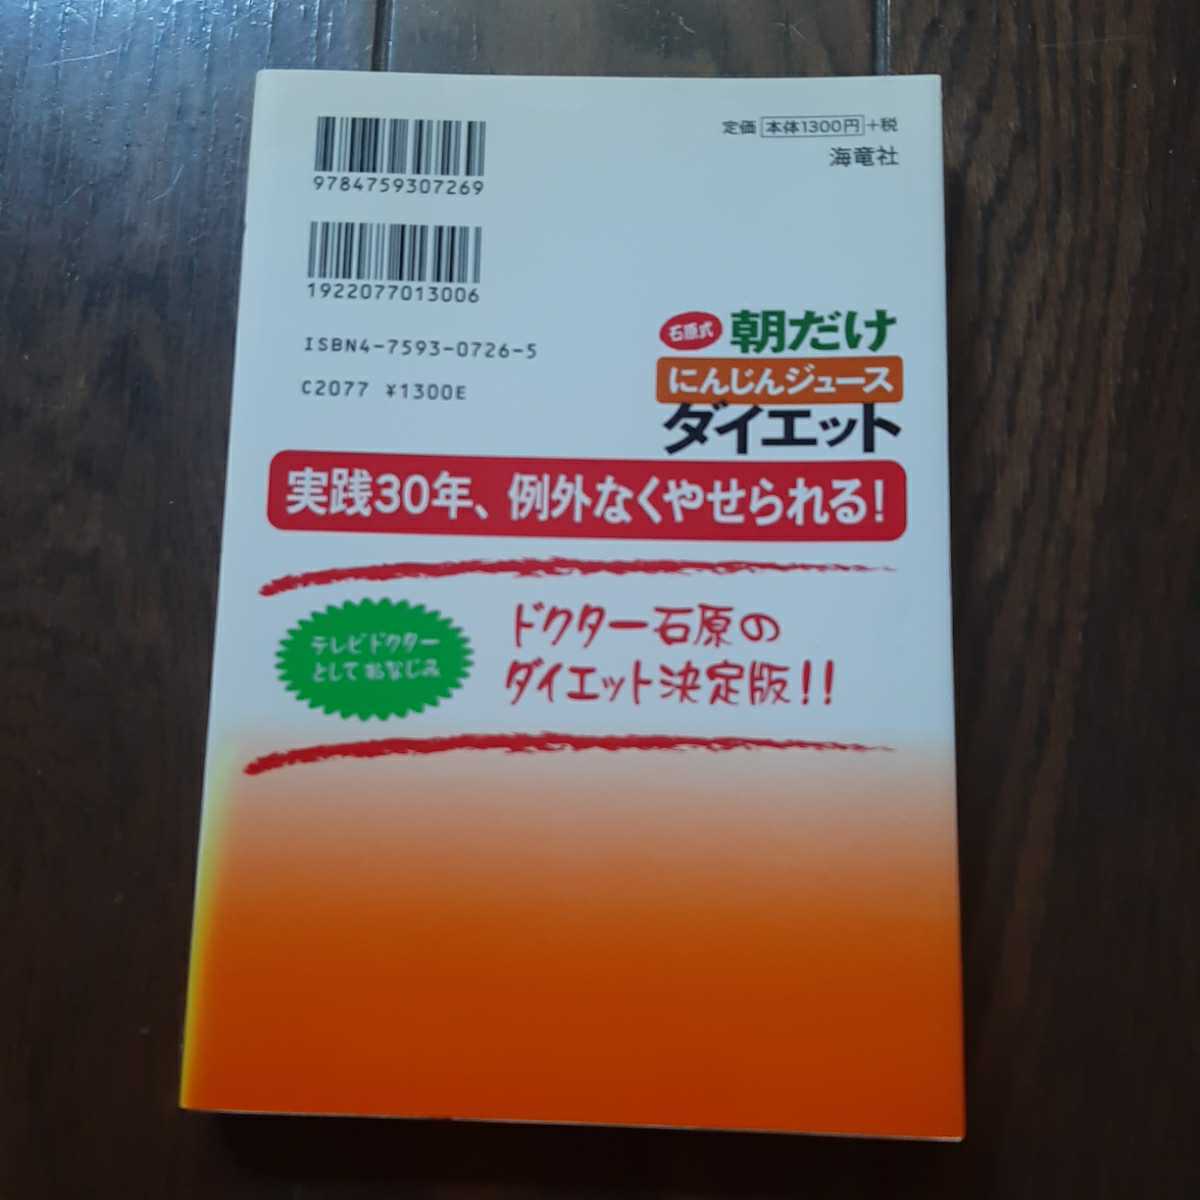 9784759307269
1922077013006
ISBN4-7593-0726-5
C2077 ¥1300E
定価 本体1300円 +税
海竜社
石原式 朝だけ
にんじんジュース
ダイエット
実践30年、例外なくやせられる!
テレビドクター
としておなじみ
ドクター石原の
ダイエット決定版!!